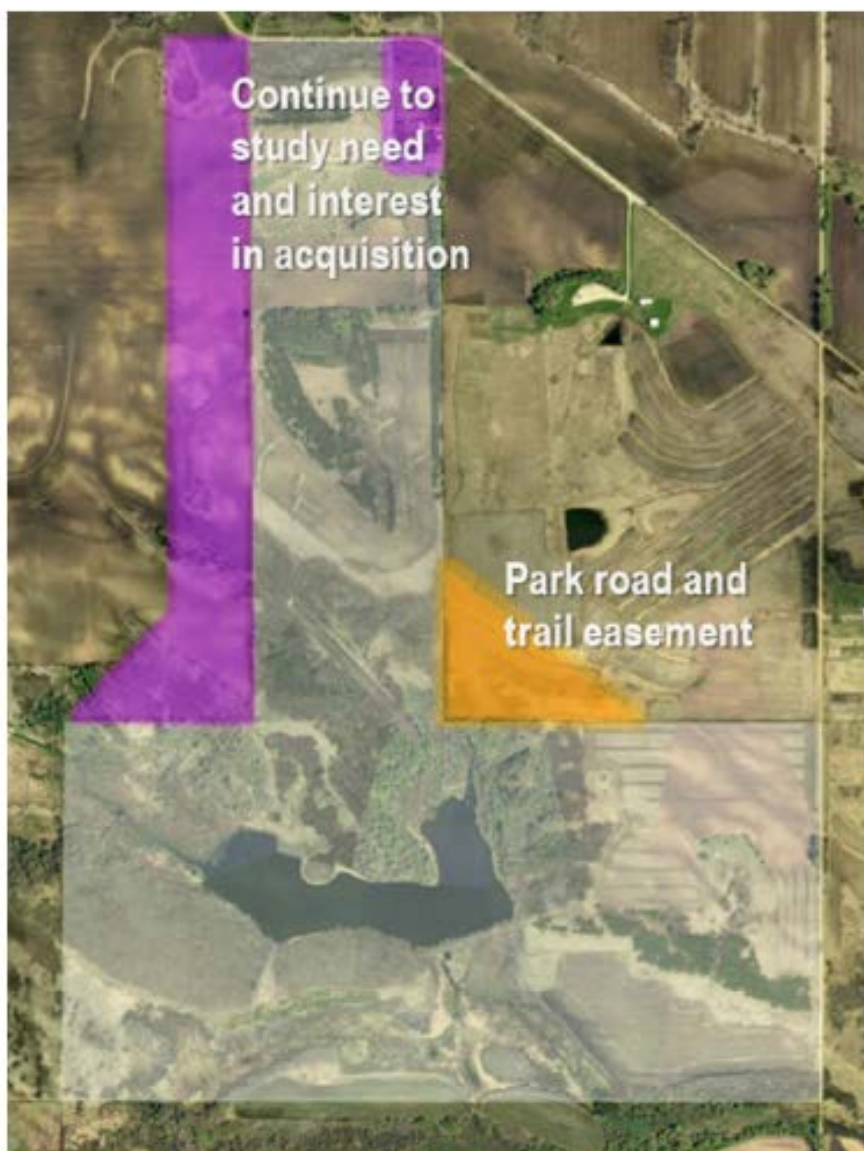 Continue to
study need
and interest
in acquisition
Park road and
trail easement